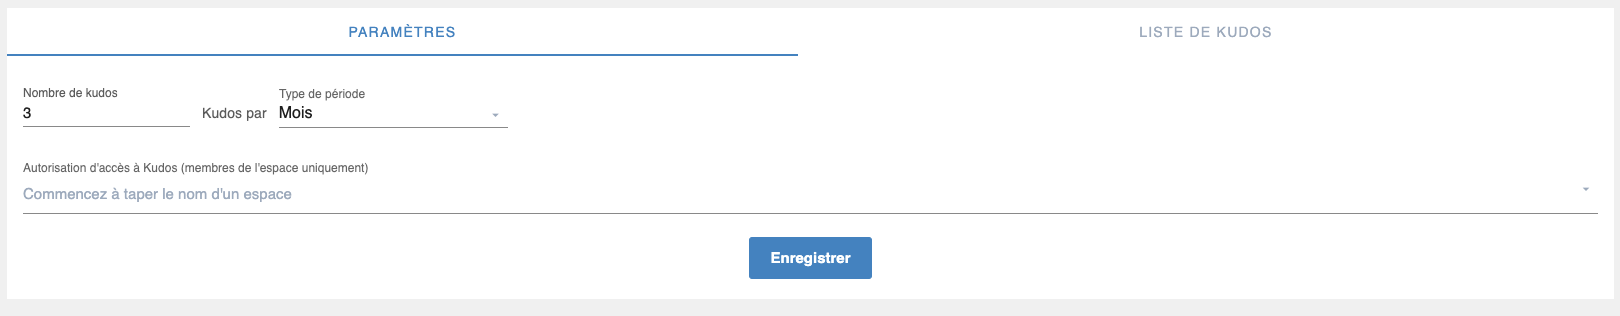 PARAMÈTRES
LISTE DE KUDOS
Nombre de kudos
3
Kudos par
Type de période
Mois
Autorisation d'accès à Kudos (membres de l'espace uniquement)
Commencez à taper le nom d'un espace
Enregistrer